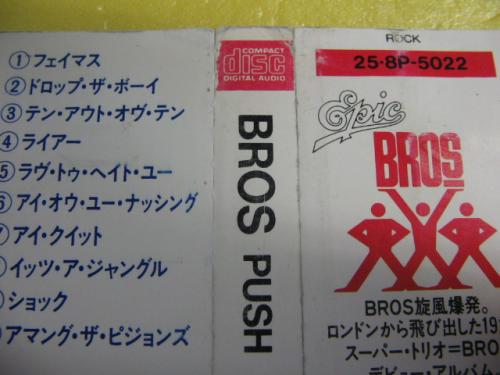 ① フェイマス
② ドロップ・ザ・ボーイ
③ テン・アウト・オヴ・テン
④ ライアー
⑤ ラヴ・トゥ・ヘイト・ユー
⑥ アイ・オウ・ユー・ナッシング
アイ・クイット
イッツ・ア・ジャングル
ショック
アマング・ザ・ピジョンズ
COMPACT
disc
DIGITAL AUDIO
BROS PUSH
ROCK
25・8P-5022
Epic
BROS
BROS旋風爆発。
ロンドンから飛び出した19
スーパー・トリオ=BRO
デビュー・アルバム